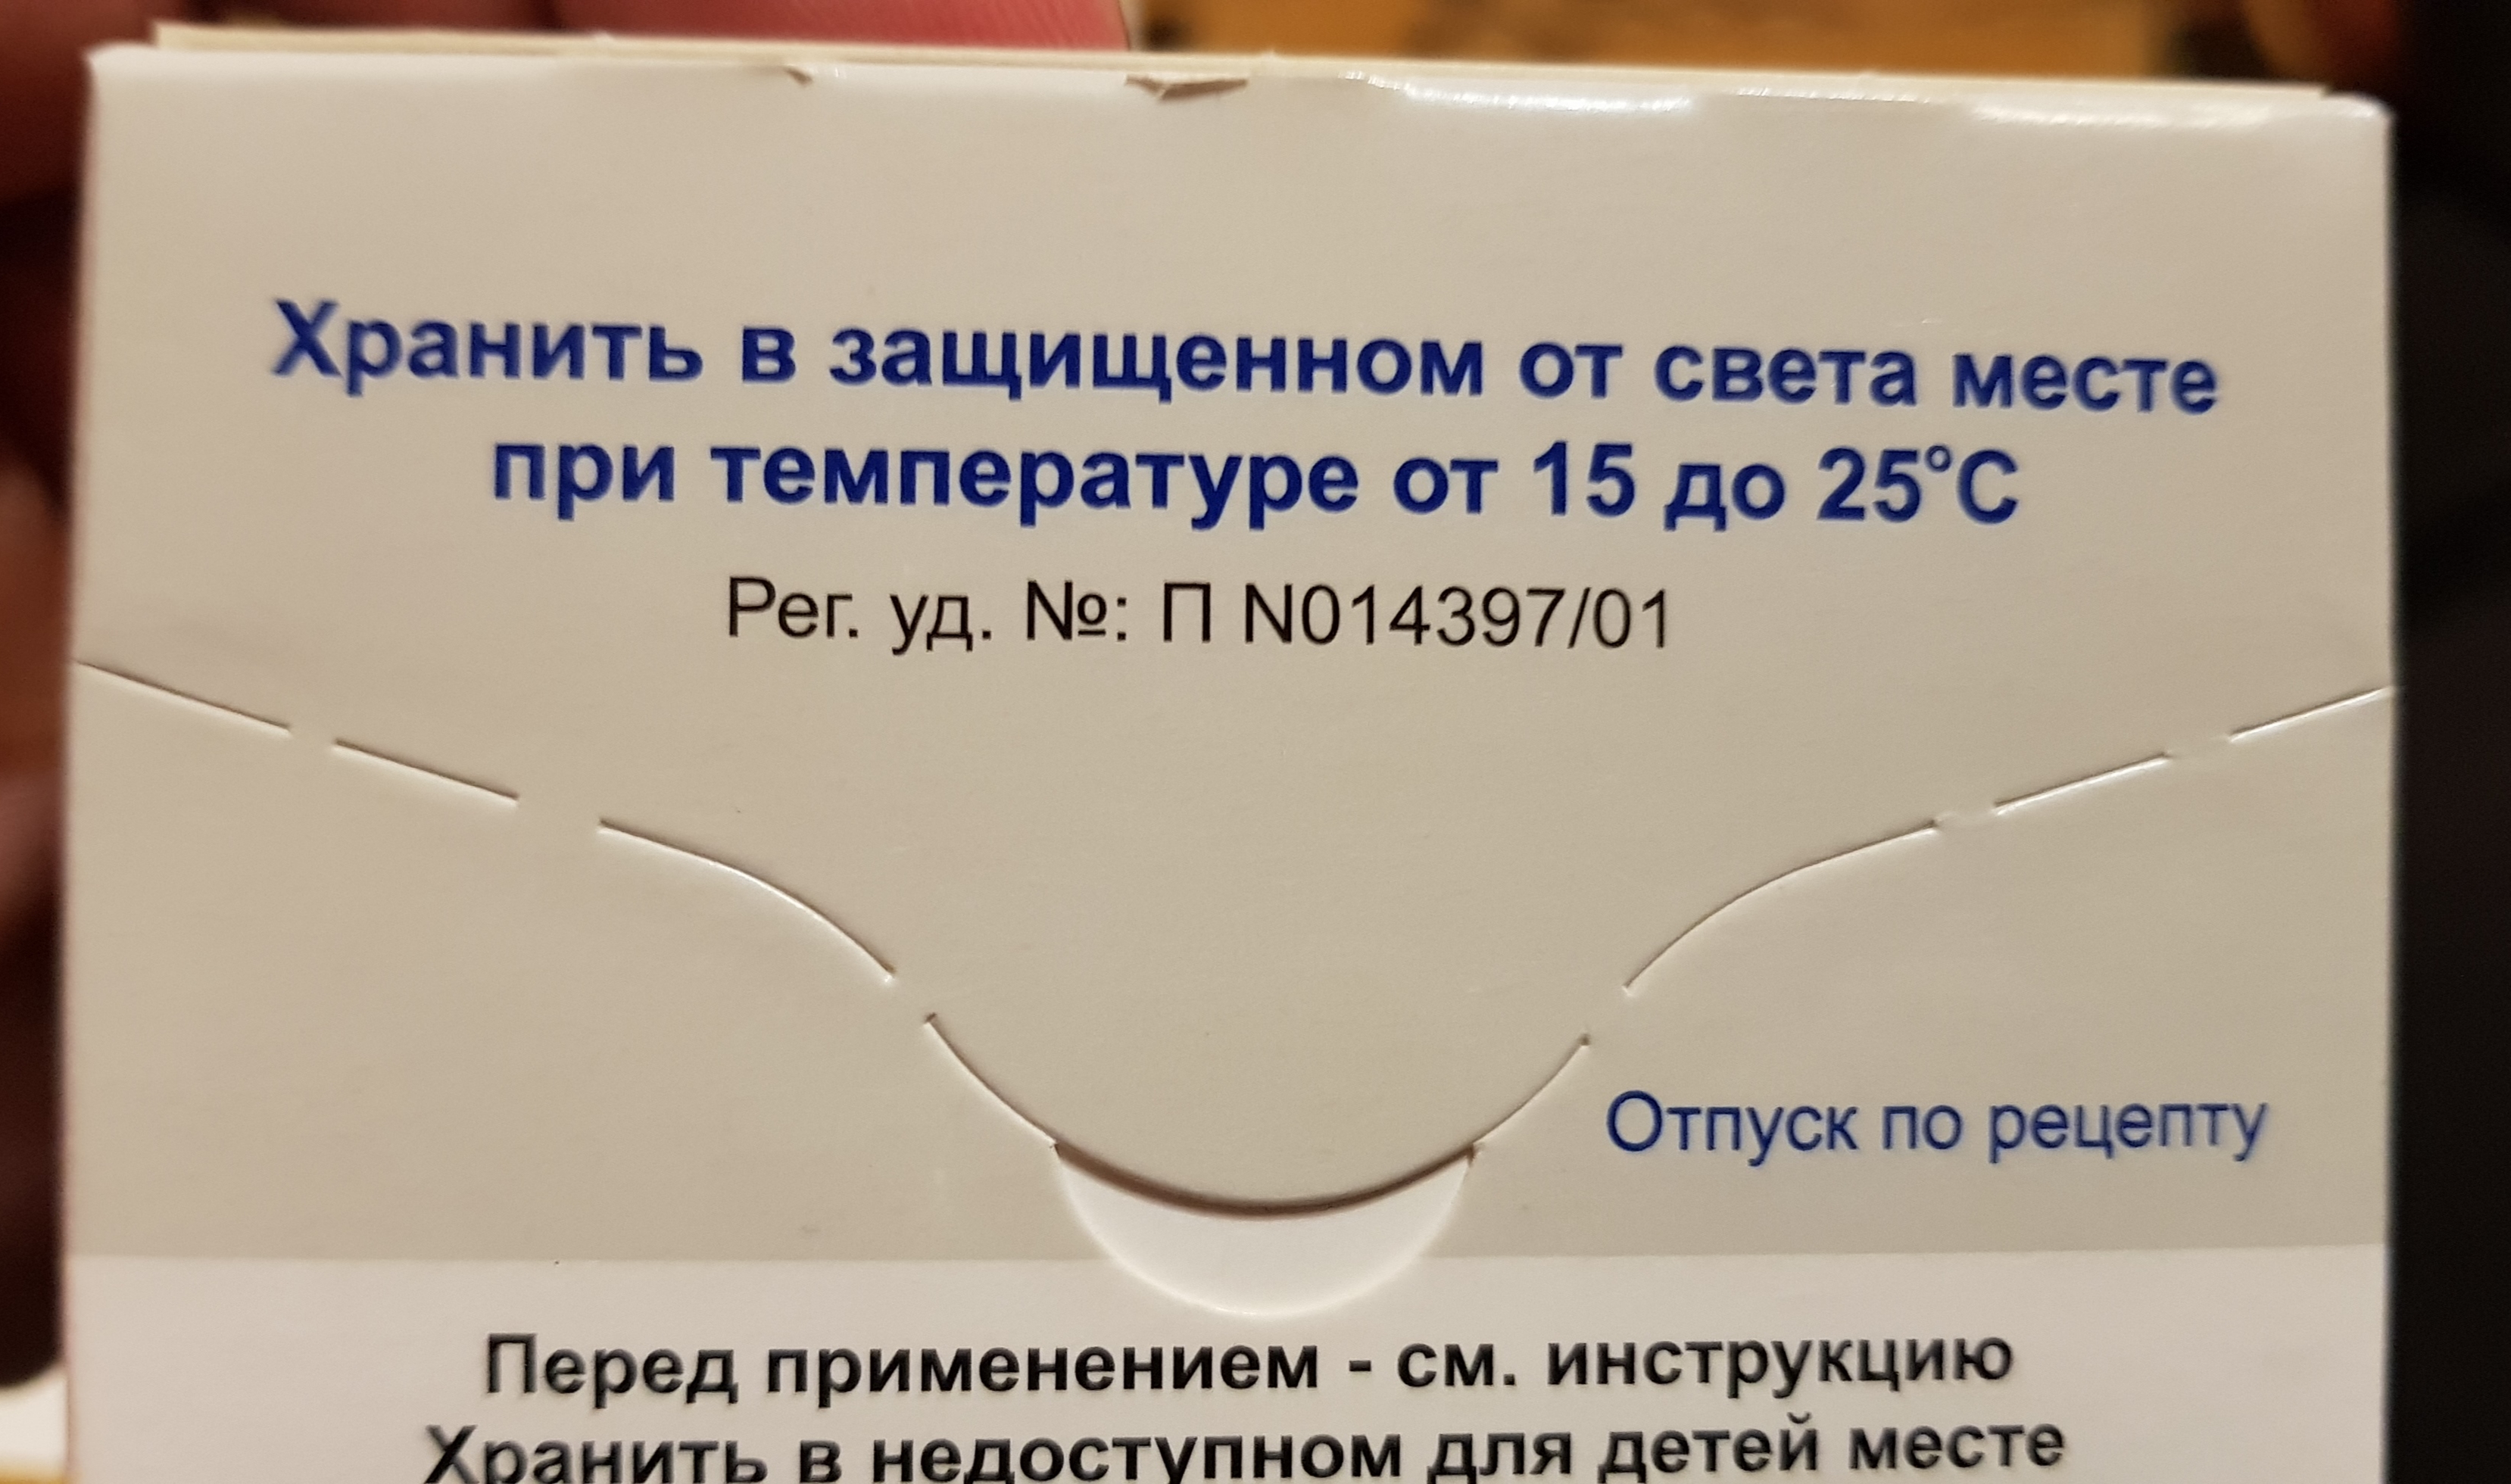 Хранить в защищенном от света месте
при температуре от 15 до 25°C
Рег. уд. №: П N014397/01
Отпуск по рецепту
Перед применением - см. инструкцию
Хранить в недоступном для детей месте